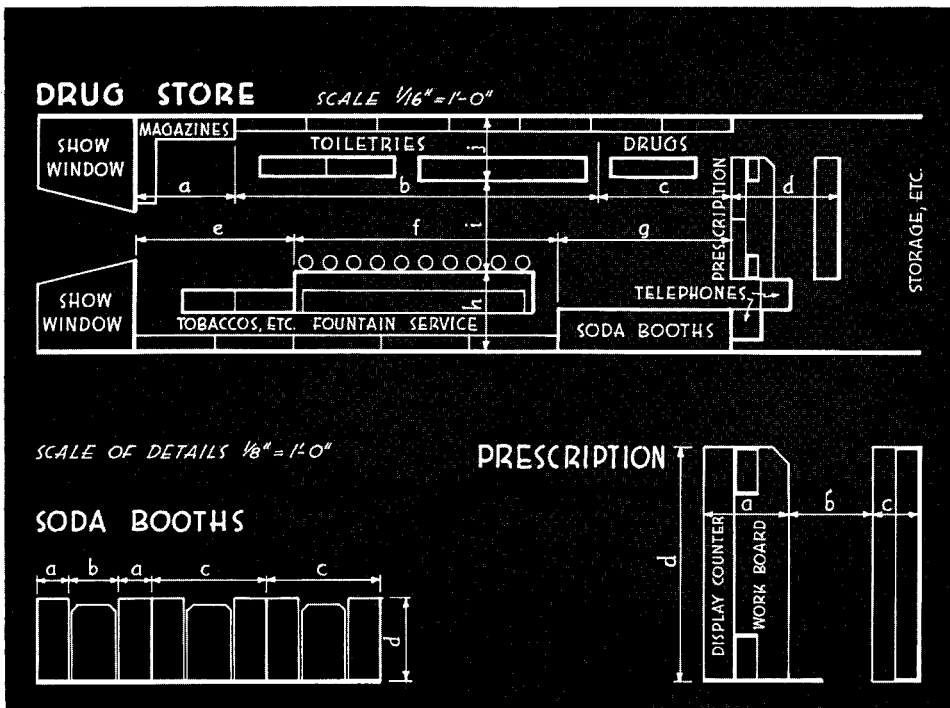 DRUG STORE
SCALE 1/16" = 1'-0"
MAGAZINES
SHOW
WINDOW
TOILETRIES
DRUGS
j
a
b
c
d
PRESCRIPTION
STORAGE, ETC.
i
e
f
g
h
SHOW
WINDOW
TELEPHONES
TOBACCOS, ETC.
FOUNTAIN SERVICE
SODA BOOTHS
SCALE OF DETAILS 1/8" = 1'-0"
PRESCRIPTION
SODA BOOTHS
a
b
a
c
c
d
d
a
b
c
DISPLAY COUNTER
WORK BOARD